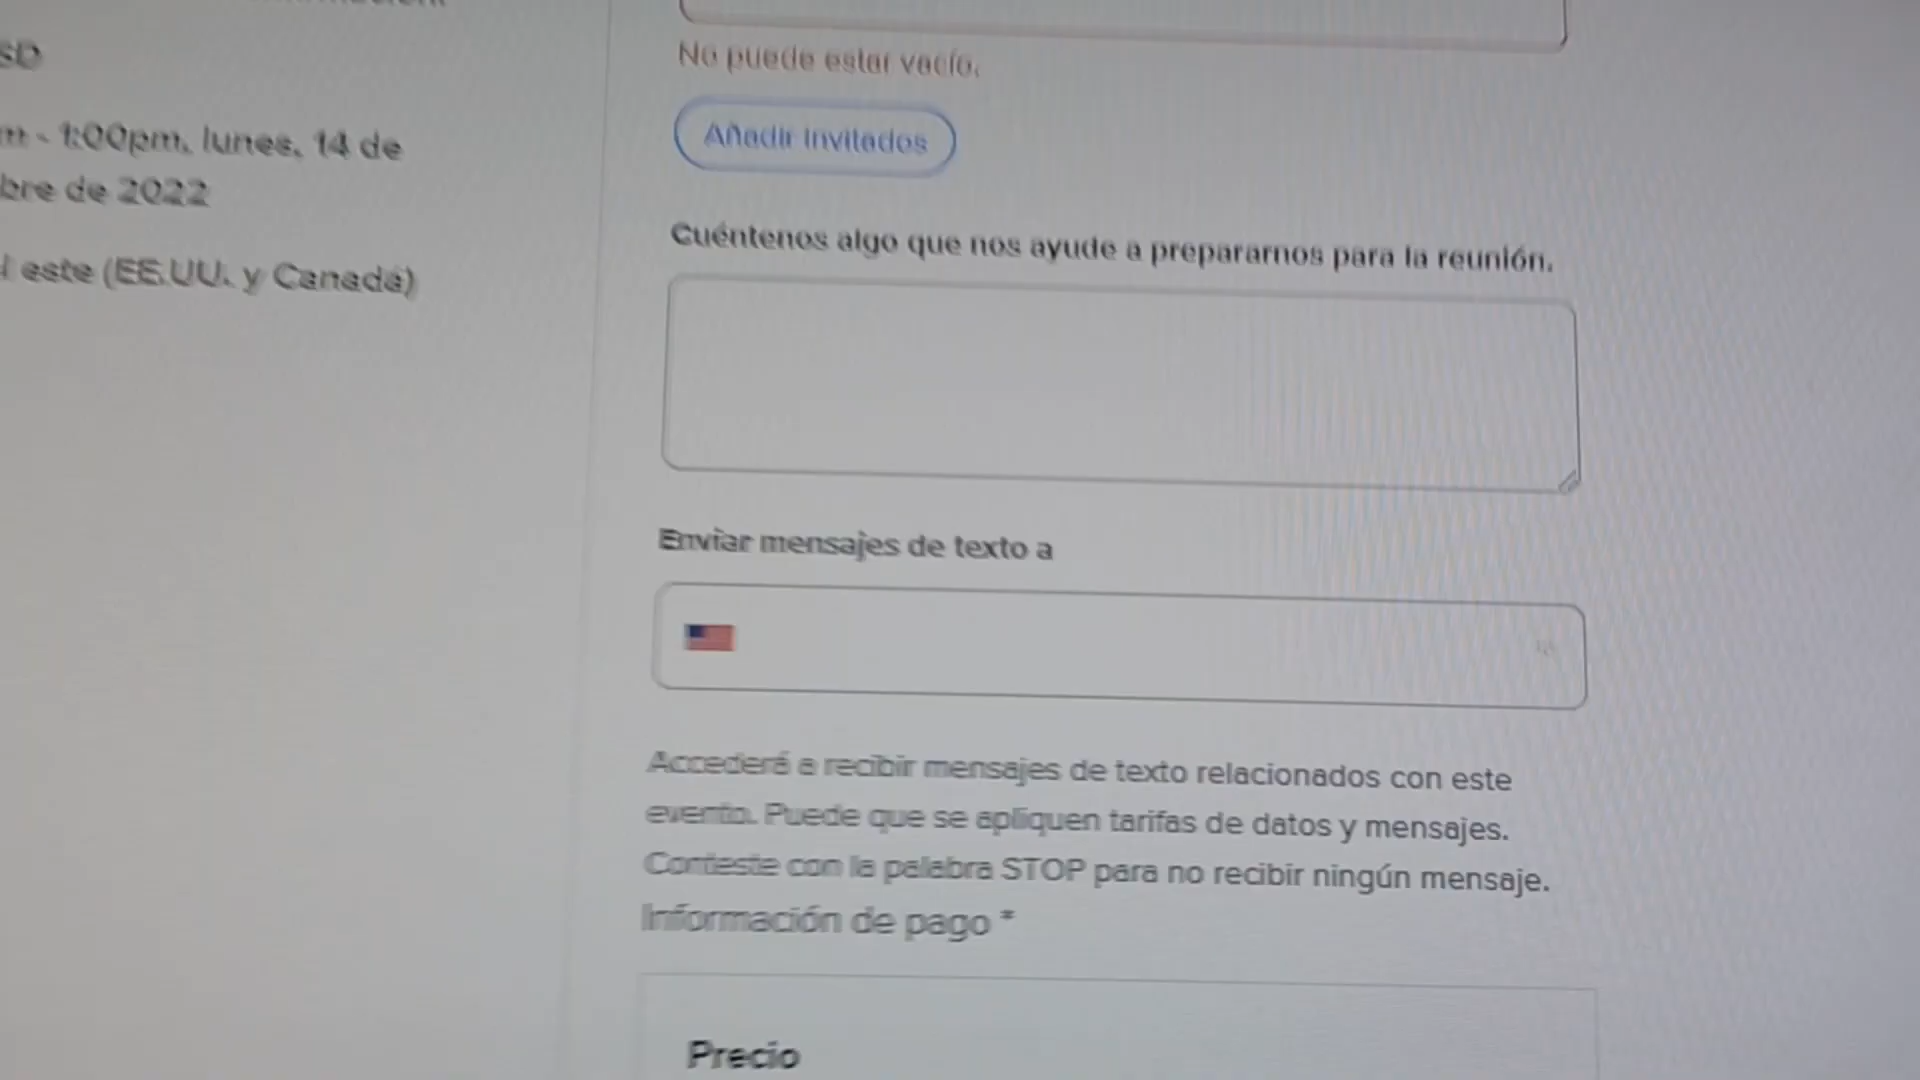 SD
- 1:00pm, lunes, 14 de
bre de 2022
este (EE.UU. y Canadá)
No puede estar vacío.
Añadir invitados
Cuéntenos algo que nos ayude a prepararnos para la reunión.
Enviar mensajes de texto a
Accederá a recibir mensajes de texto relacionados con este
evento. Puede que se apliquen tarifas de datos y mensajes.
Conteste con la palabra STOP para no recibir ningún mensaje.
Información de pago *
Precio